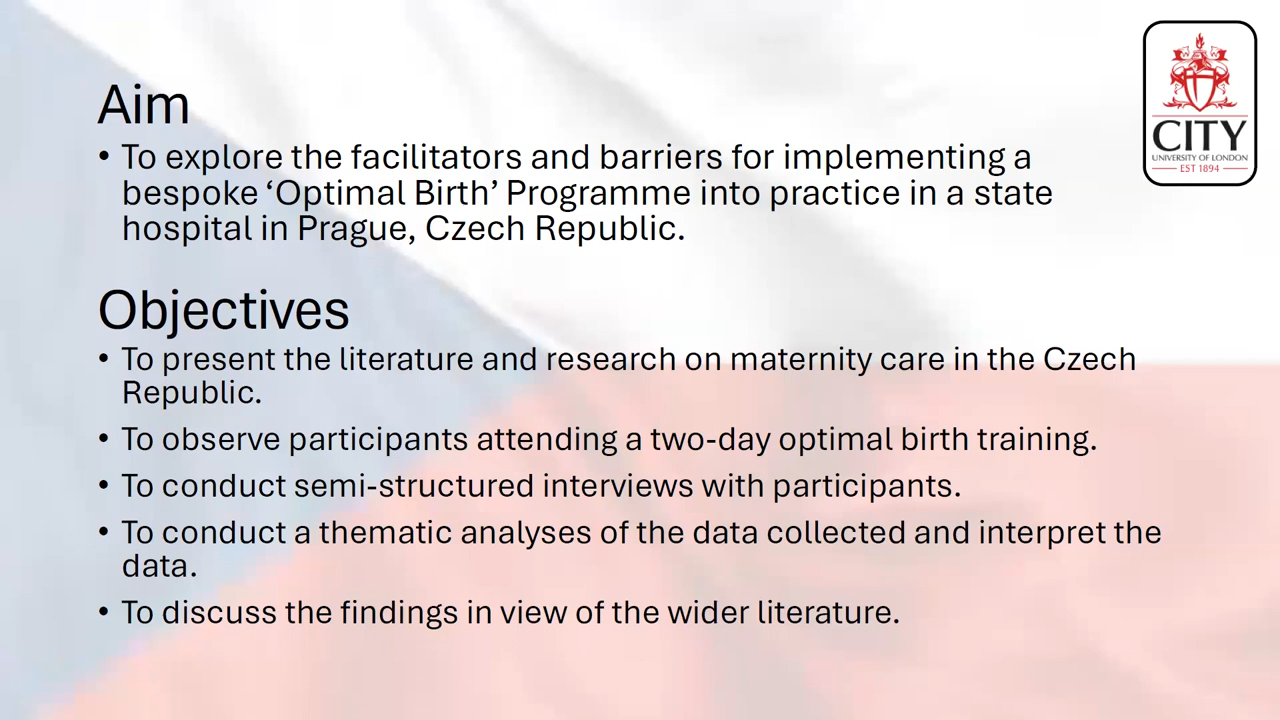 CITY
UNIVERSITY OF LONDON
EST 1894
Aim
• To explore the facilitators and barriers for implementing a
bespoke ‘Optimal Birth’ Programme into practice in a state
hospital in Prague, Czech Republic.
Objectives
• To present the literature and research on maternity care in the Czech
Republic.
• To observe participants attending a two-day optimal birth training.
• To conduct semi-structured interviews with participants.
• To conduct a thematic analyses of the data collected and interpret the
data.
• To discuss the findings in view of the wider literature.